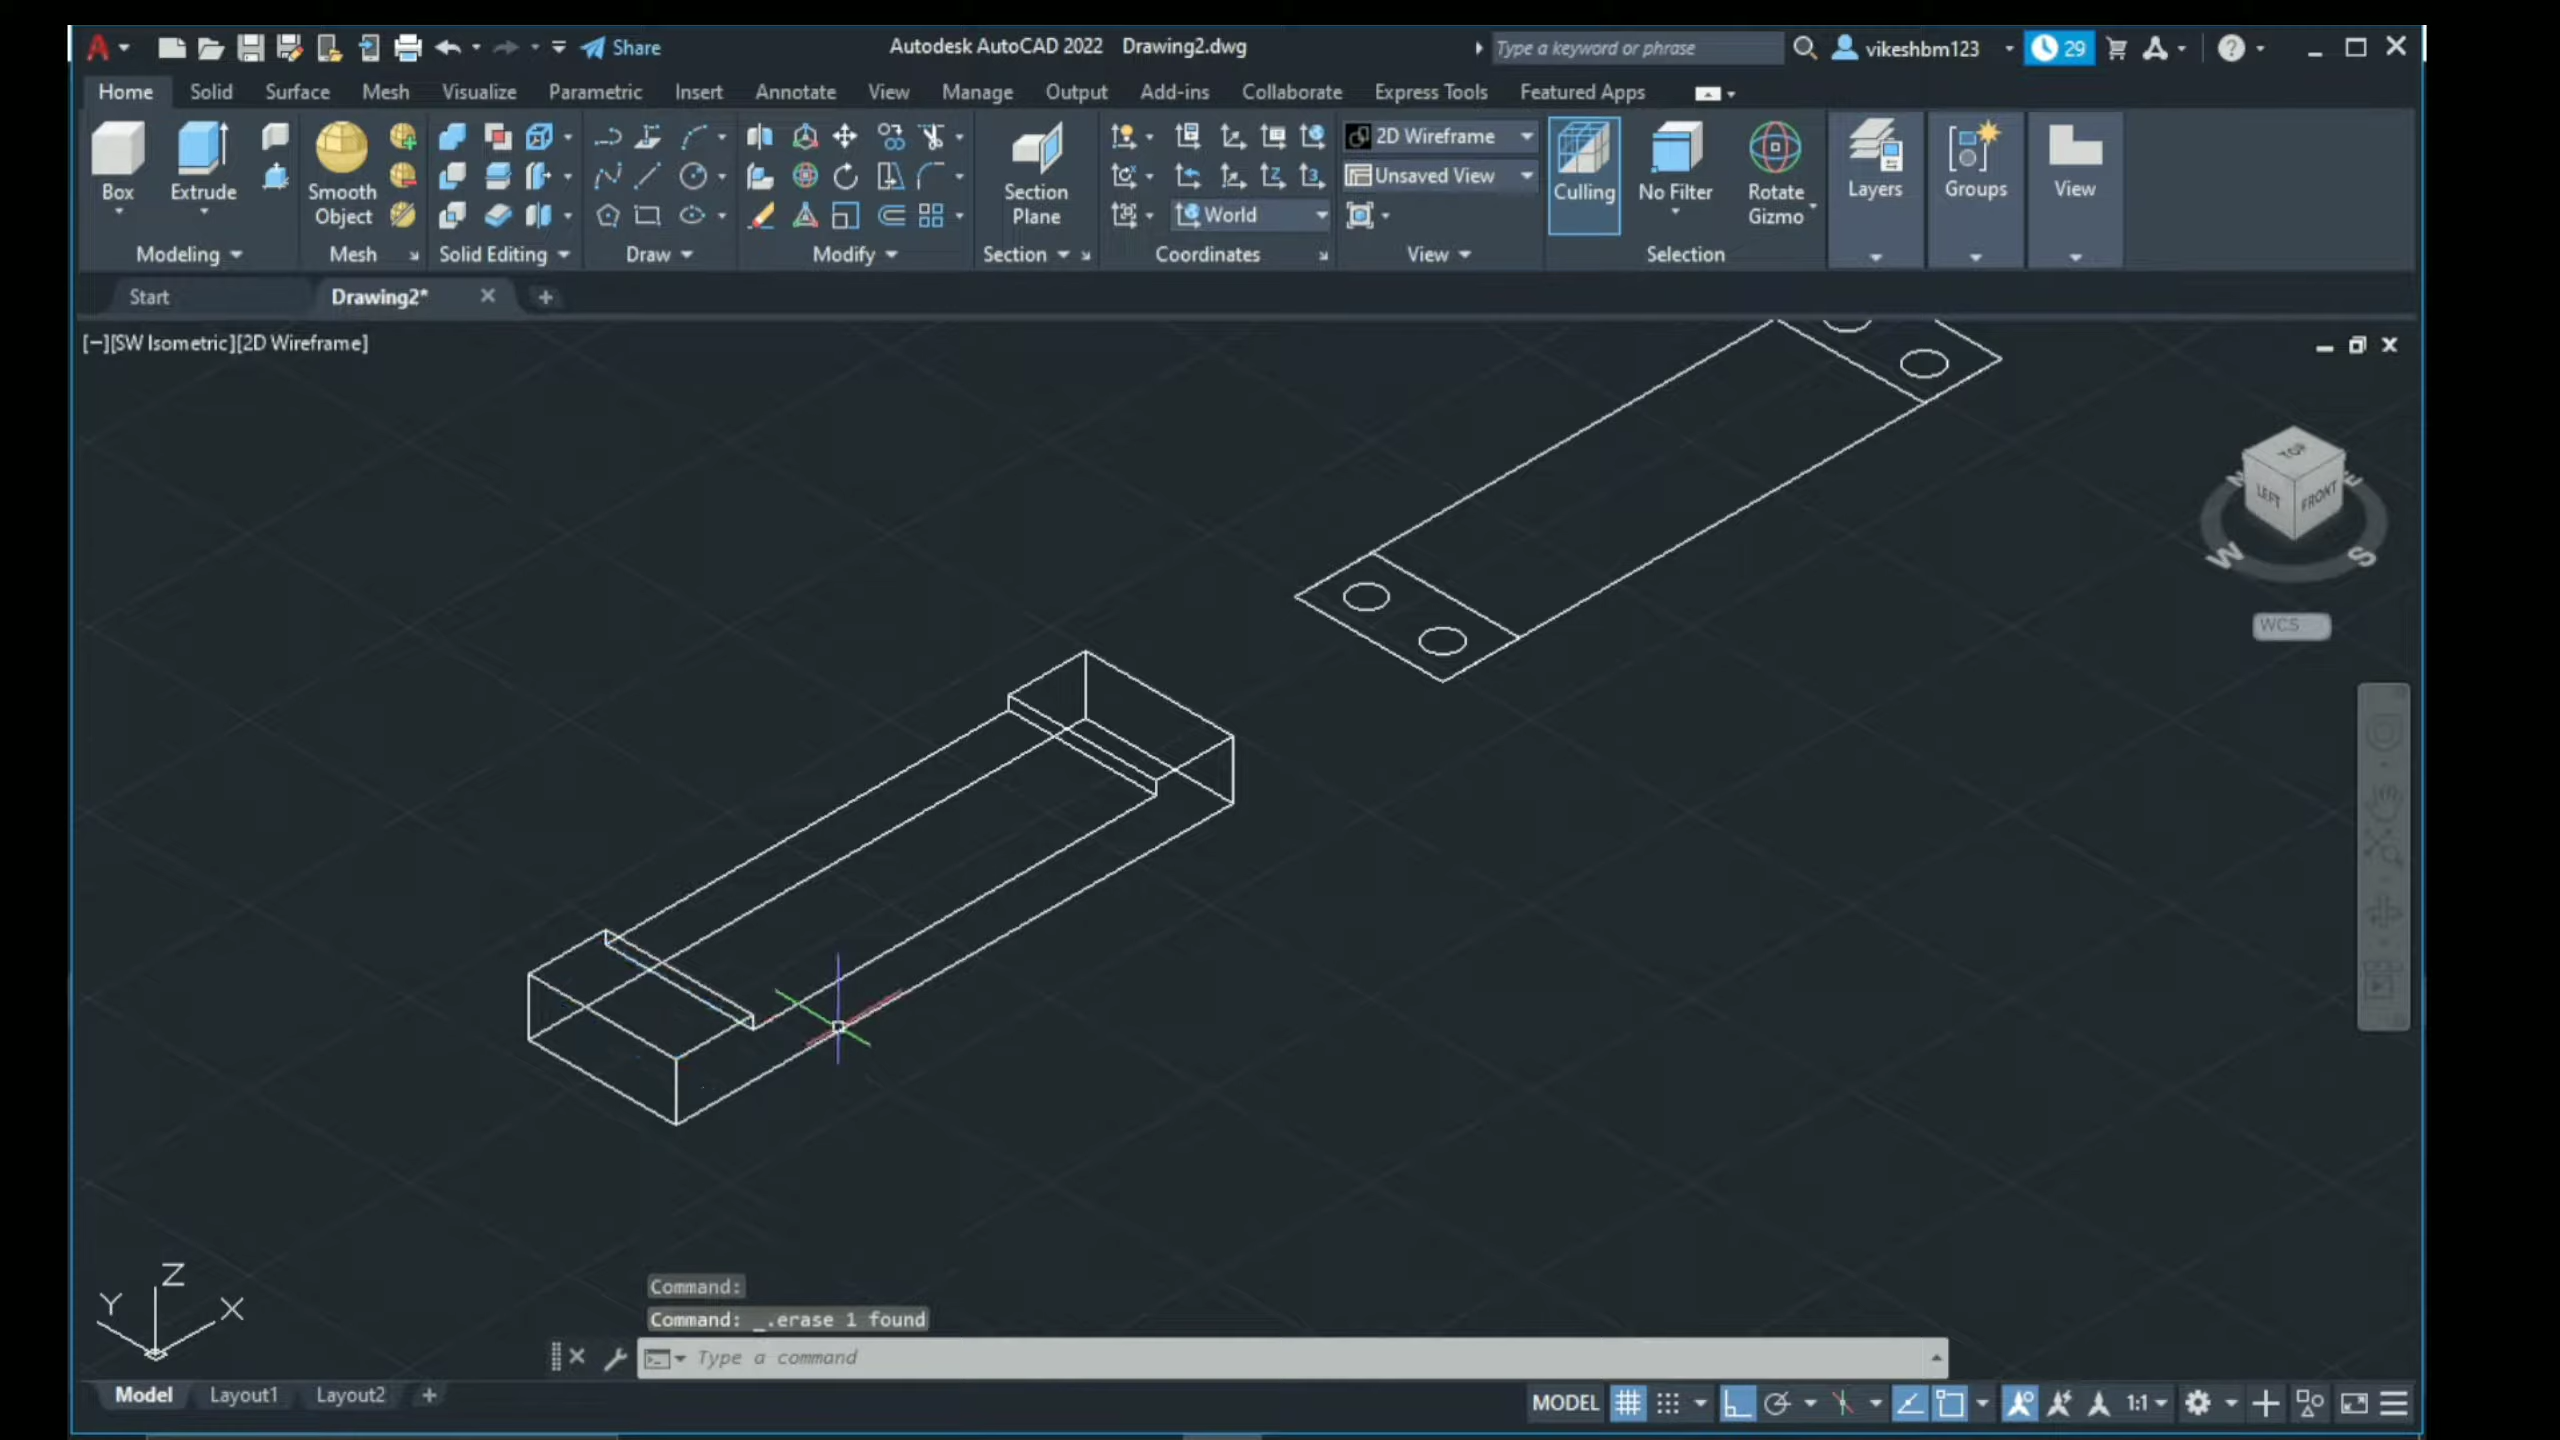 Share
Autodesk AutoCAD 2022 Drawing2.dwg
Type a keyword or phrase
vikeshbm123
29
Home Solid Surface Mesh Visualize Parametric Insert Annotate View Manage Output Add-ins Collaborate Express Tools Featured Apps
Box
Extrude
Smooth
Object
Section
Plane
2D Wireframe
Unsaved View
World
Culling
No Filter
Rotate
Gizmo
Layers
Groups
View
Modeling Mesh Solid Editing Draw Modify Section Coordinates View Selection
Start Drawing2*
[−][SW Isometric][2D Wireframe]
TOP
LEFT
FRONT
N
E
W
S
WCS
Z
Y
X
Command:
Command: _.erase 1 found
Type a command
Model Layout1 Layout2
MODEL
1:1